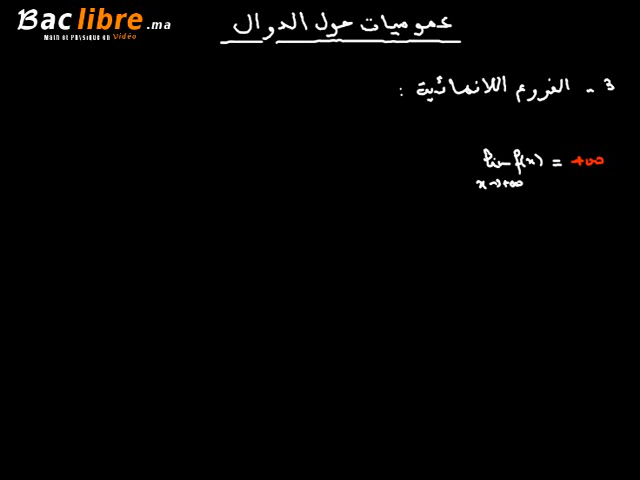 Bac libre .ma
Math et Physique en Vidéo
عموميات حول الدوال
3 - الفروع اللانهائية :
lim f(x) = +∞
x→+∞